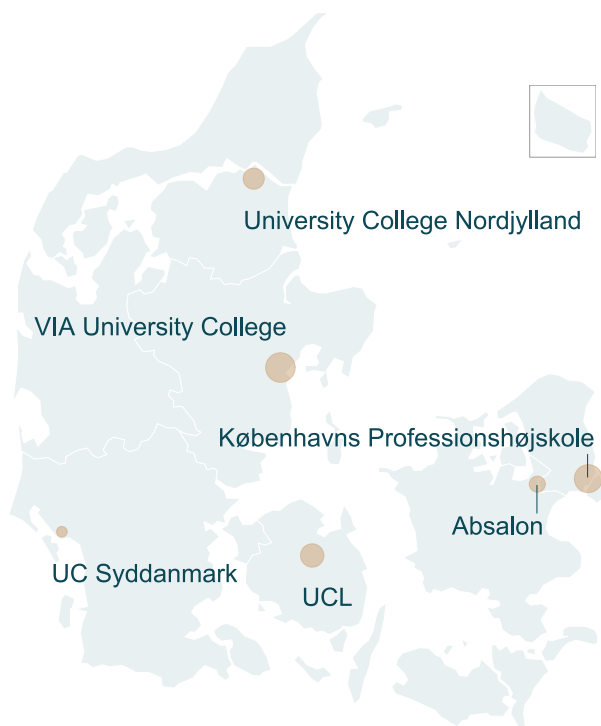 University College Nordjylland
VIA University College
Københavns Professionshøjskole
Absalon
UC Syddanmark
UCL